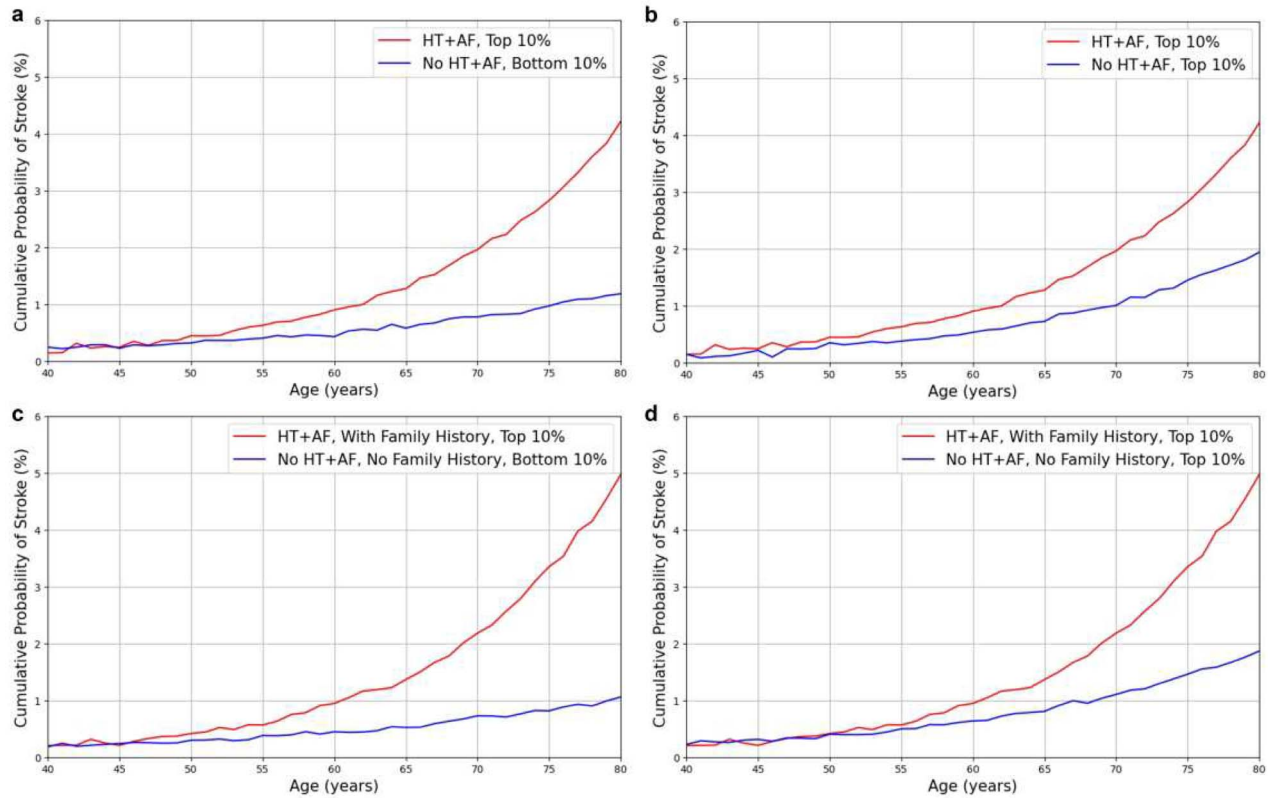 a
HT+AF, Top 10%
No HT+AF, Bottom 10%
Cumulative Probability of Stroke (%)
6
5
4
3
2
1
0
40 45 50 55 60 65 70 75 80
Age (years)
b
HT+AF, Top 10%
No HT+AF, Top 10%
Cumulative Probability of Stroke (%)
6
5
4
3
2
1
0
40 45 50 55 60 65 70 75 80
Age (years)
c
HT+AF, With Family History, Top 10%
No HT+AF, No Family History, Bottom 10%
Cumulative Probability of Stroke (%)
6
5
4
3
2
1
0
40 45 50 55 60 65 70 75 80
Age (years)
d
HT+AF, With Family History, Top 10%
No HT+AF, No Family History, Top 10%
Cumulative Probability of Stroke (%)
6
5
4
3
2
1
0
40 45 50 55 60 65 70 75 80
Age (years)